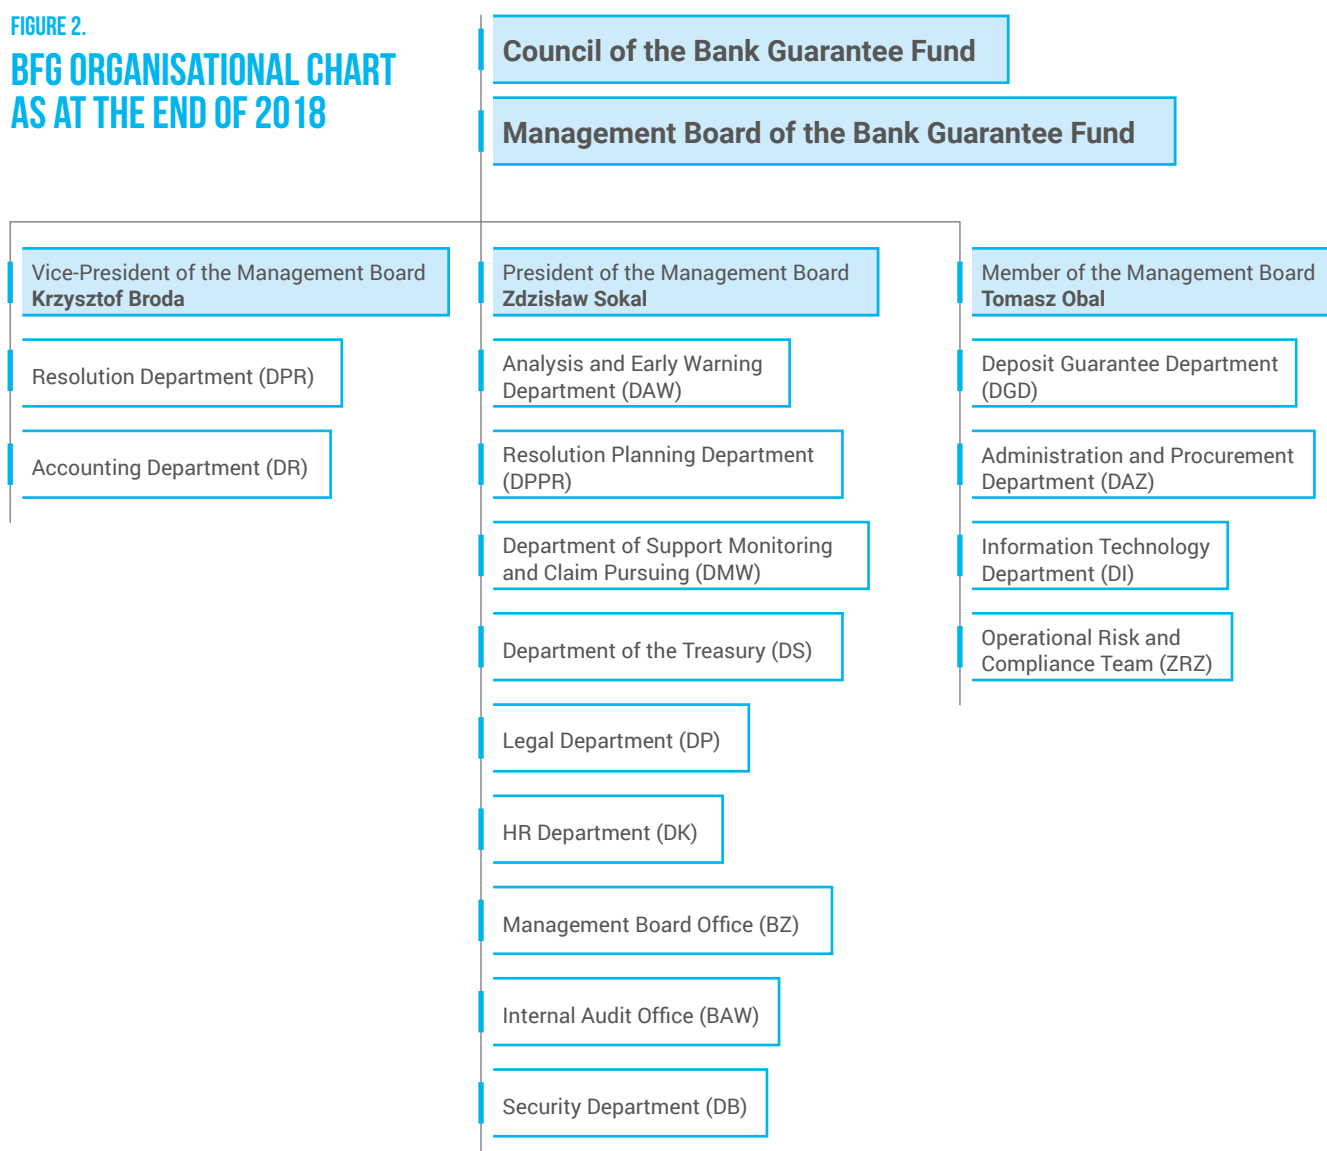 FIGURE 2.
BFG ORGANISATIONAL CHART
AS AT THE END OF 2018
Council of the Bank Guarantee Fund
Management Board of the Bank Guarantee Fund
Vice-President of the Management Board
Krzysztof Broda
Resolution Department (DPR)
Accounting Department (DR)
President of the Management Board
Zdzisław Sokal
Analysis and Early Warning
Department (DAW)
Resolution Planning Department
(DPPR)
Department of Support Monitoring
and Claim Pursuing (DMW)
Department of the Treasury (DS)
Legal Department (DP)
HR Department (DK)
Management Board Office (BZ)
Internal Audit Office (BAW)
Security Department (DB)
Member of the Management Board
Tomasz Obal
Deposit Guarantee Department
(DGD)
Administration and Procurement
Department (DAZ)
Information Technology
Department (DI)
Operational Risk and
Compliance Team (ZRZ)